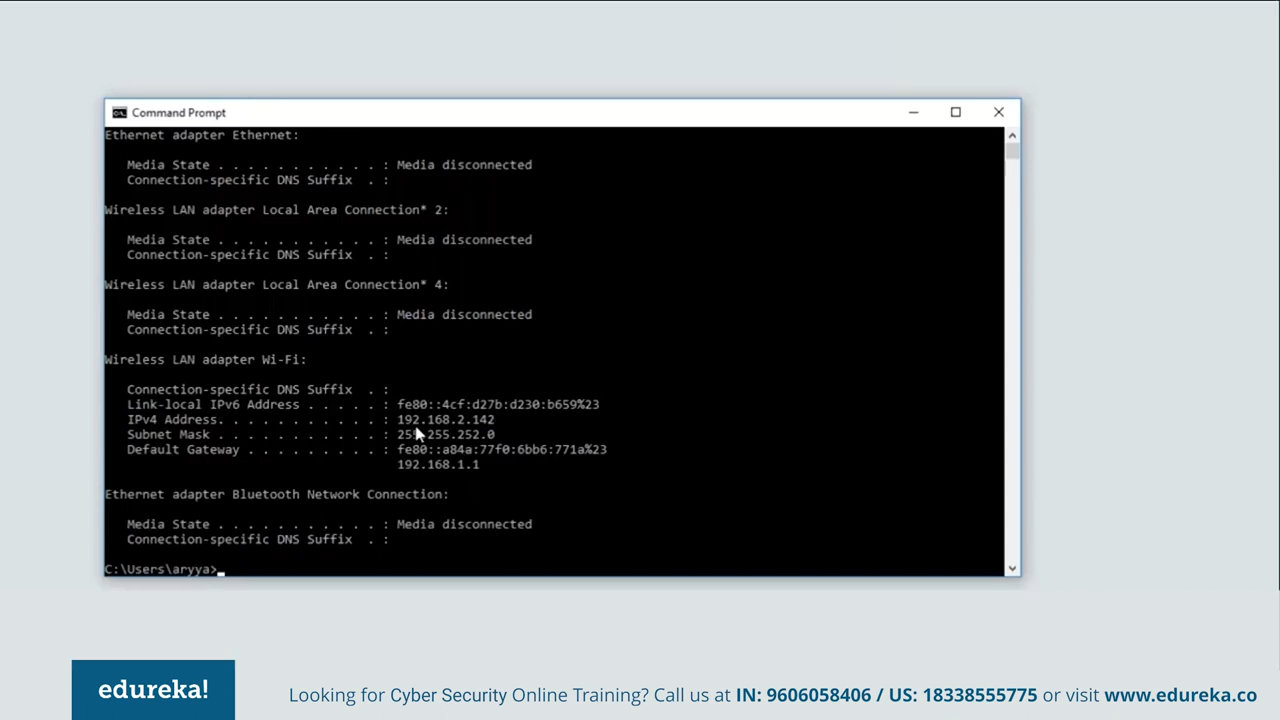 Command Prompt
Ethernet adapter Ethernet:
Media State . . . . . . . . . . . : Media disconnected
Connection-specific DNS Suffix . :
Wireless LAN adapter Local Area Connection* 2:
Media State . . . . . . . . . . . : Media disconnected
Connection-specific DNS Suffix . :
Wireless LAN adapter Local Area Connection* 4:
Media State . . . . . . . . . . . : Media disconnected
Connection-specific DNS Suffix . :
Wireless LAN adapter Wi-Fi:
Connection-specific DNS Suffix . :
Link-local IPv6 Address . . . . . : fe80::4cf:d27b:d230:b659%23
IPv4 Address. . . . . . . . . . . : 192.168.2.142
Subnet Mask . . . . . . . . . . . : 255.255.252.0
Default Gateway . . . . . . . . . : fe80::a84a:77f0:6bb6:771a%23
192.168.1.1
Ethernet adapter Bluetooth Network Connection:
Media State . . . . . . . . . . . : Media disconnected
Connection-specific DNS Suffix . :
C:\Users\aryya>
edureka!
Looking for Cyber Security Online Training? Call us at IN: 9606058406 / US: 18338555775 or visit www.edureka.co